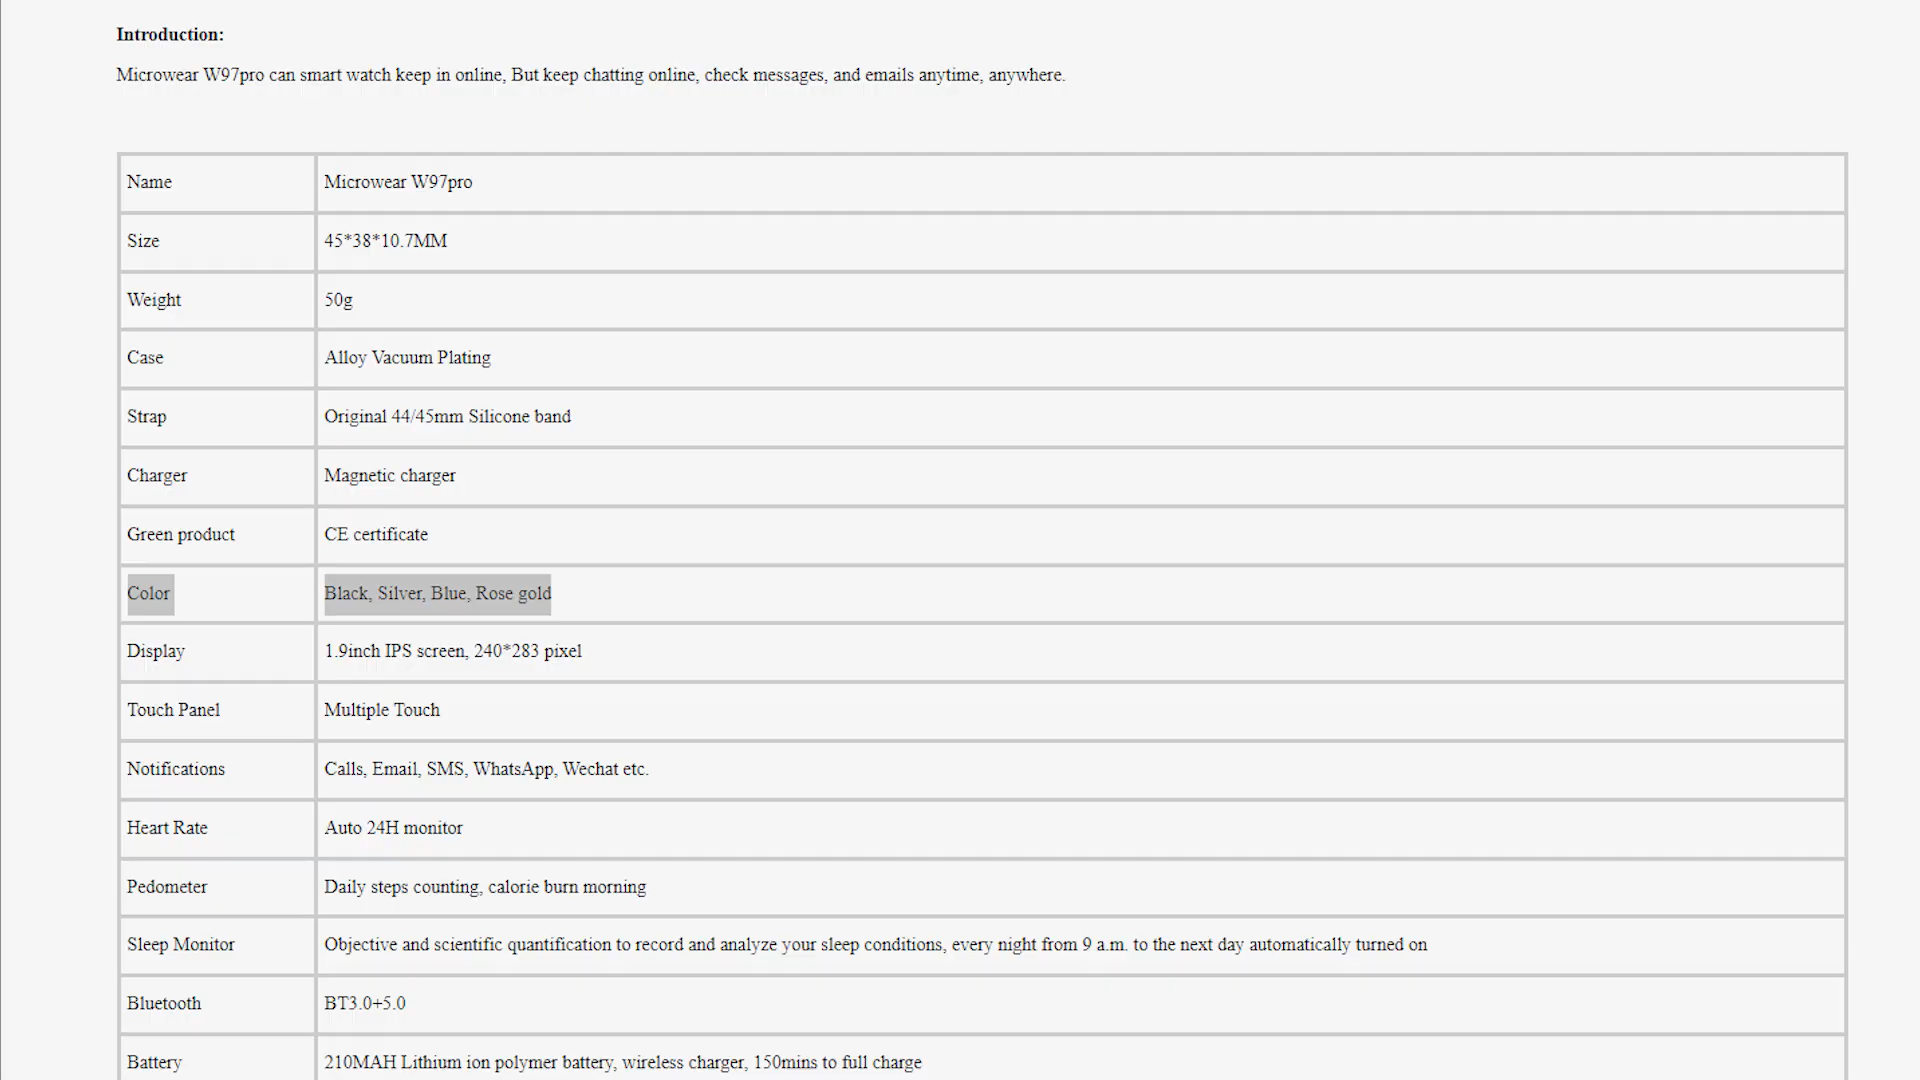 Introduction:
Microwear W97pro can smart watch keep in online, But keep chatting online, check messages, and emails anytime, anywhere.
Name Microwear W97pro
Size 45*38*10.7MM
Weight 50g
Case Alloy Vacuum Plating
Strap Original 44/45mm Silicone band
Charger Magnetic charger
Green product CE certificate
Color Black, Silver, Blue, Rose gold
Display 1.9inch IPS screen, 240*283 pixel
Touch Panel Multiple Touch
Notifications Calls, Email, SMS, WhatsApp, Wechat etc.
Heart Rate Auto 24H monitor
Pedometer Daily steps counting, calorie burn morning
Sleep Monitor Objective and scientific quantification to record and analyze your sleep conditions, every night from 9 a.m. to the next day automatically turned on
Bluetooth BT3.0+5.0
Battery 210MAH Lithium ion polymer battery, wireless charger, 150mins to full charge